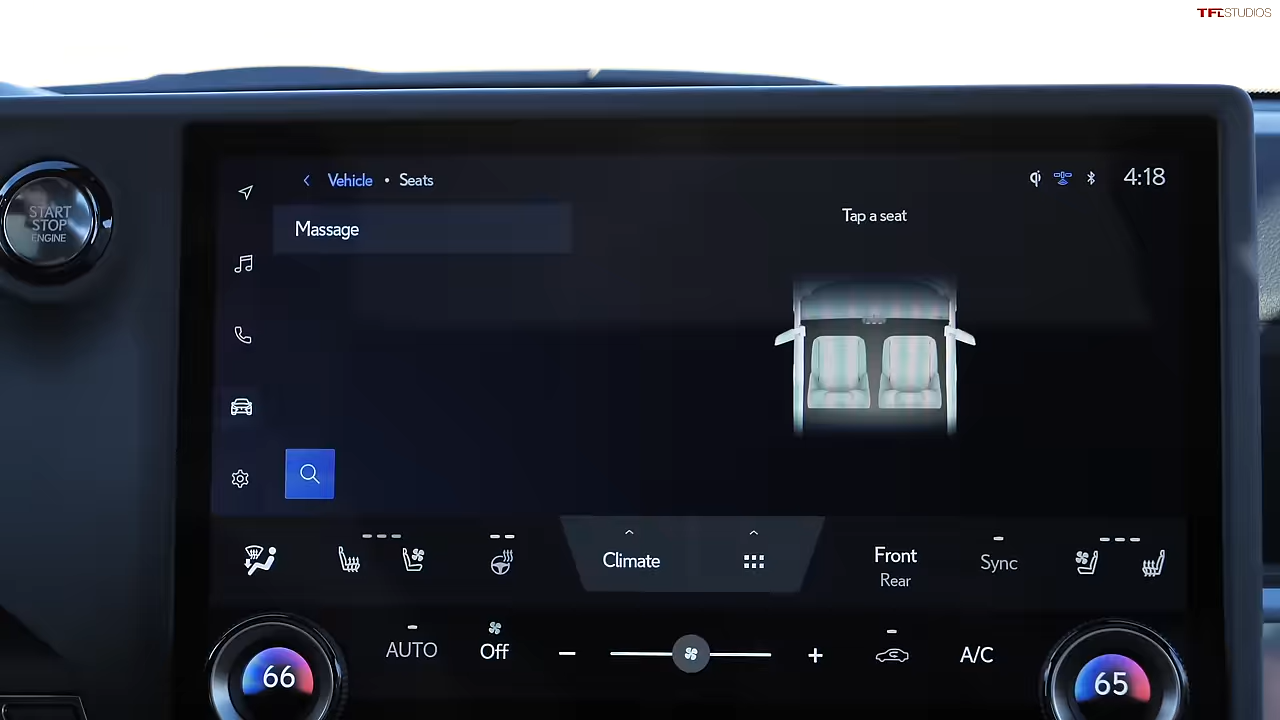 TFLSTUDIOS
START
STOP
ENGINE
Vehicle • Seats
4:18
Massage
Tap a seat
Climate
Front
Rear
Sync
AUTO
Off
A/C
66
65